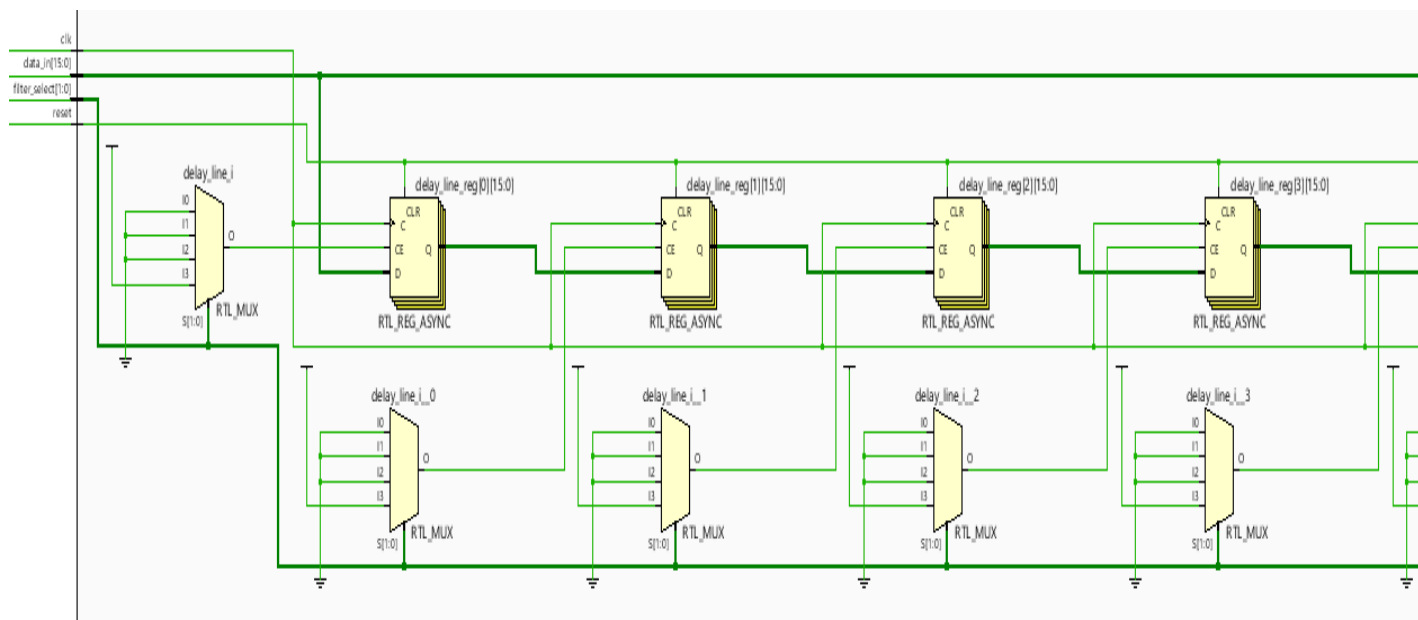 clk
data_in[15:0]
filter_select[1:0]
reset
delay_line_i
I0
I1
I2
I3
O
S[1:0]
RTL_MUX
delay_line_reg[0][15:0]
CLR
C
CE
Q
D
RTL_REG_ASYNC
delay_line_reg[1][15:0]
CLR
C
CE
Q
D
RTL_REG_ASYNC
delay_line_reg[2][15:0]
CLR
C
CE
Q
D
RTL_REG_ASYNC
delay_line_reg[3][15:0]
CLR
C
CE
Q
D
RTL_REG_ASYNC
delay_line_i__0
I0
I1
I2
I3
O
S[1:0]
RTL_MUX
delay_line_i__1
I0
I1
I2
I3
O
S[1:0]
RTL_MUX
delay_line_i__2
I0
I1
I2
I3
O
S[1:0]
RTL_MUX
delay_line_i__3
I0
I1
I2
I3
O
S[1:0]
RTL_MUX